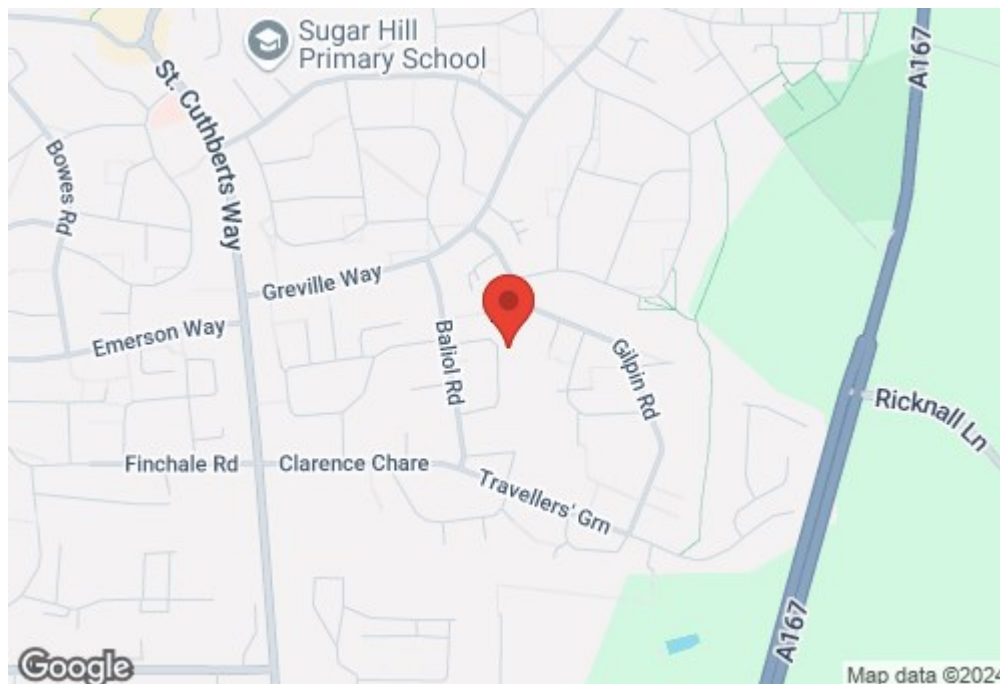 Sugar Hill
Primary School
A167
St. Cuthberts Way
Bowes Rd
Greville Way
Emerson Way
Baliol Rd
Gilpin Rd
Ricknall Ln
Finchale Rd
Clarence Chare
Travellers' Grn
A167
Google
Map data ©2024